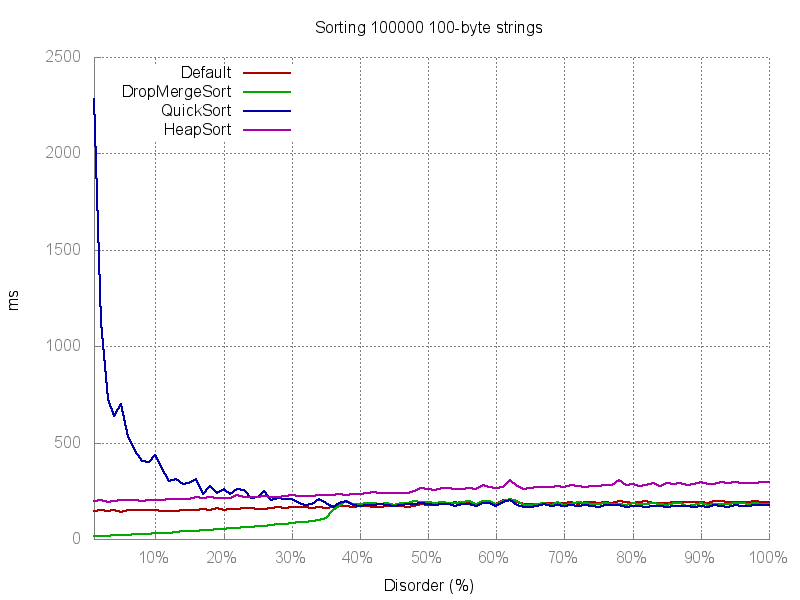 Sorting 100000 100-byte strings
2500
2000
1500
1000
500
0
ms
Default
DropMergeSort
QuickSort
HeapSort
10% 20% 30% 40% 50% 60% 70% 80% 90% 100%
Disorder (%)